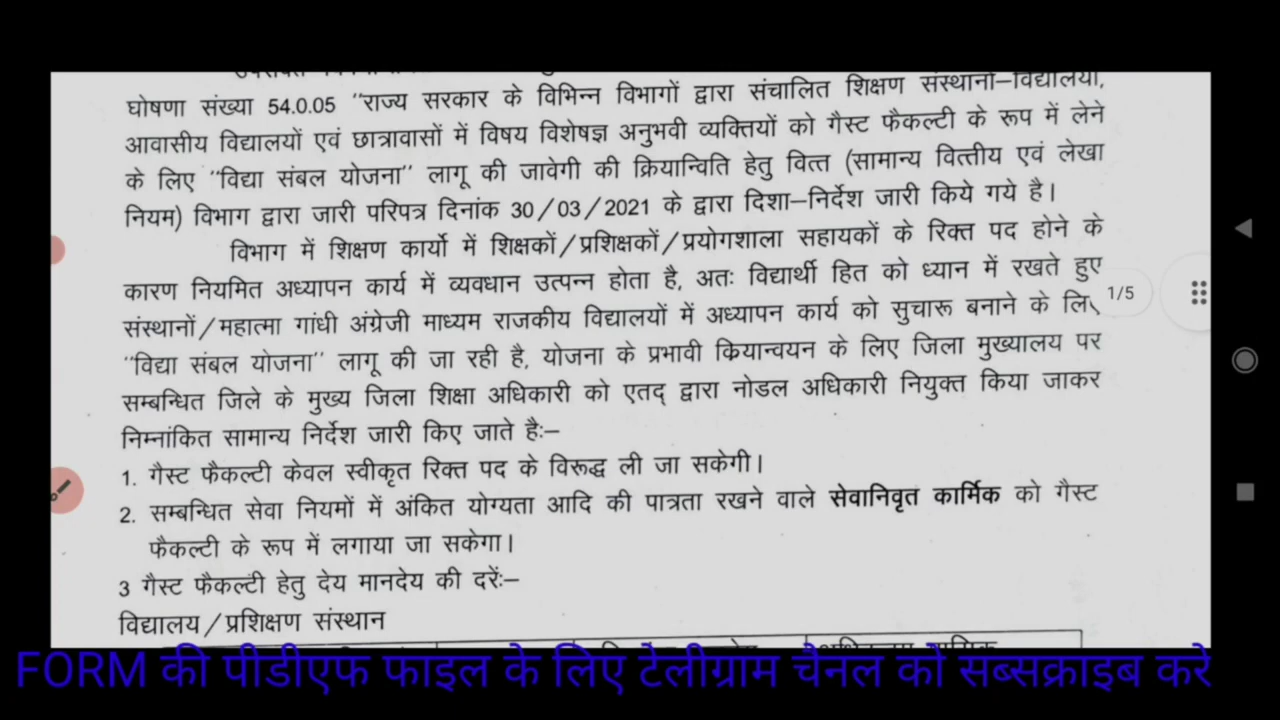 घोषणा संख्या 54.0.05 "राज्य सरकार के विभिन्न विभागों द्वारा संचालित शिक्षण संस्थानों–विद्यालयों,
आवासीय विद्यालयों एवं छात्रावासों में विषय विशेषज्ञ अनुभवी व्यक्तियों को गैस्ट फैकल्टी के रूप में लेने
के लिए "विद्या संबल योजना" लागू की जावेगी की क्रियान्विति हेतु वित्त (सामान्य वित्तीय एवं लेखा
नियम) विभाग द्वारा जारी परिपत्र दिनांक 30/03/2021 के द्वारा दिशा–निर्देश जारी किये गये है।
विभाग में शिक्षण कार्यो में शिक्षकों/प्रशिक्षकों/प्रयोगशाला सहायकों के रिक्त पद होने के
कारण नियमित अध्यापन कार्य में व्यवधान उत्पन्न होता है, अतः विद्यार्थी हित को ध्यान में रखते हुए
1/5
संस्थानों/महात्मा गांधी अंग्रेजी माध्यम राजकीय विद्यालयों में अध्यापन कार्य को सुचारू बनाने के लिए
"विद्या संबल योजना" लागू की जा रही है, योजना के प्रभावी क्रियान्वयन के लिए जिला मुख्यालय पर
सम्बन्धित जिले के मुख्य जिला शिक्षा अधिकारी को एतद् द्वारा नोडल अधिकारी नियुक्त किया जाकर
निम्नांकित सामान्य निर्देश जारी किए जाते हैः–
1. गैस्ट फैकल्टी केवल स्वीकृत रिक्त पद के विरूद्ध ली जा सकेगी।
2. सम्बन्धित सेवा नियमों में अंकित योग्यता आदि की पात्रता रखने वाले सेवानिवृत कार्मिक को गैस्ट
फैकल्टी के रूप में लगाया जा सकेगा।
3 गैस्ट फैकल्टी हेतु देय मानदेय की दरेंः–
विद्यालय/प्रशिक्षण संस्थान
FORM की पीडीएफ फाइल के लिए टेलीग्राम चैनल को सब्सक्राइब करे